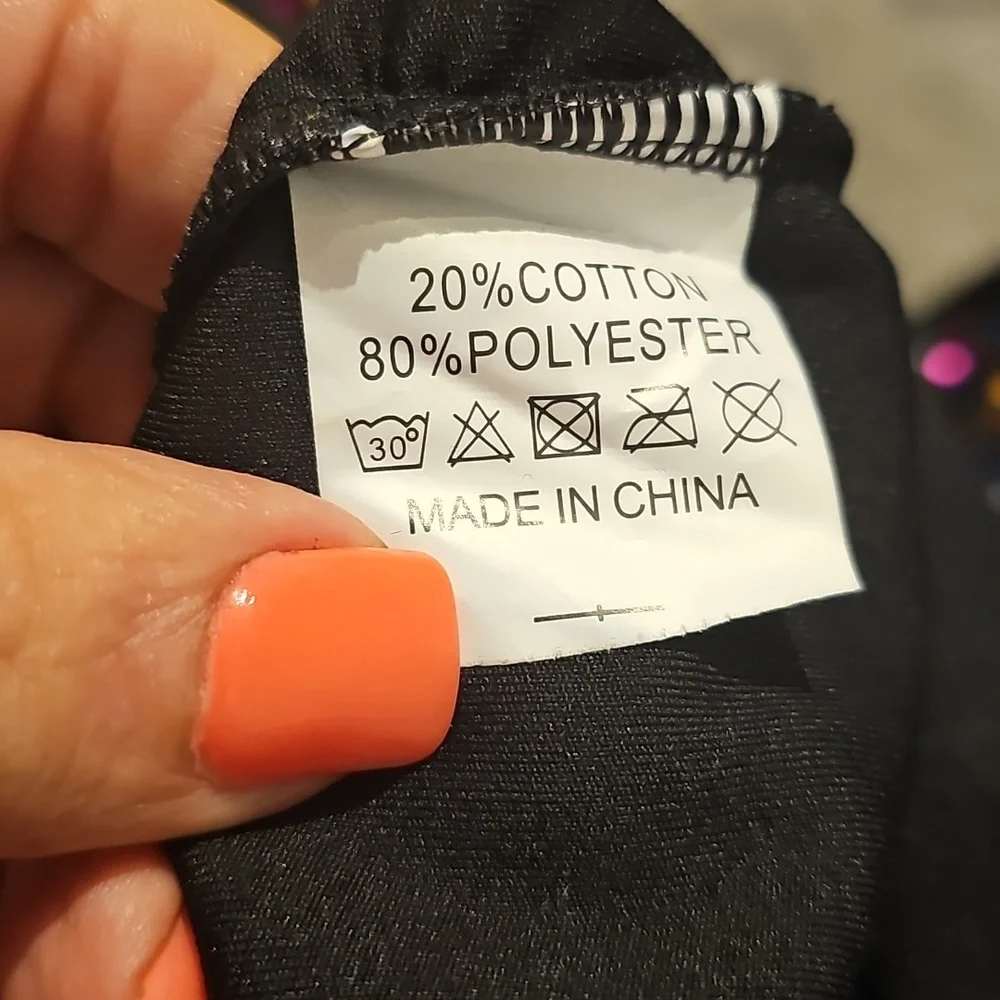 20%COTTON
80%POLYESTER
30°
MADE IN CHINA